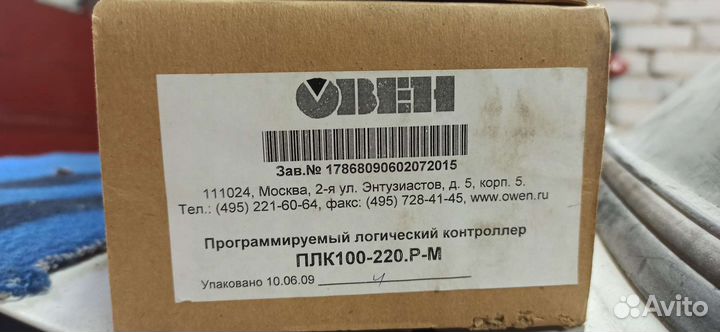 ОВЕН
Зав.№ 17868090602072015
111024, Москва, 2-я ул. Энтузиастов, д. 5, корп. 5.
Тел.: (495) 221-60-64, факс: (495) 728-41-45, www.owen.ru
Программируемый логический контроллер
ПЛК100-220.Р-М
Упаковано 10.06.09
Avito